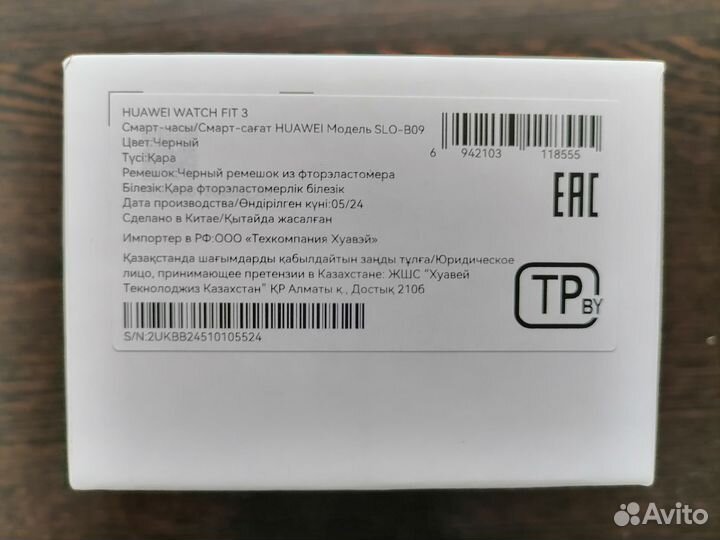 HUAWEI WATCH FIT 3
Смарт-часы/Смарт-сағат HUAWEI Модель SLO-B09
Цвет:Черный
Түсі:Қара
Ремешок:Черный ремешок из фторэластомера
Білезік:Қара фторэластомерлік білезік
Дата производства/Өндірілген күні:05/24
Сделано в Китае/Қытайда жасалған
Импортер в РФ:ООО «Техкомпания Хуавэй»
Қазақстанда шағымдарды қабылдайтын заңды тұлға/Юридическое
лицо, принимающее претензии в Казахстане: ЖШС "Хуавей
Текнолоджиз Казахстан" ҚР Алматы қ., Достық 210б
S/N:2UKBB24510105524
6 942103 118555
EAC
TP BY
Avito